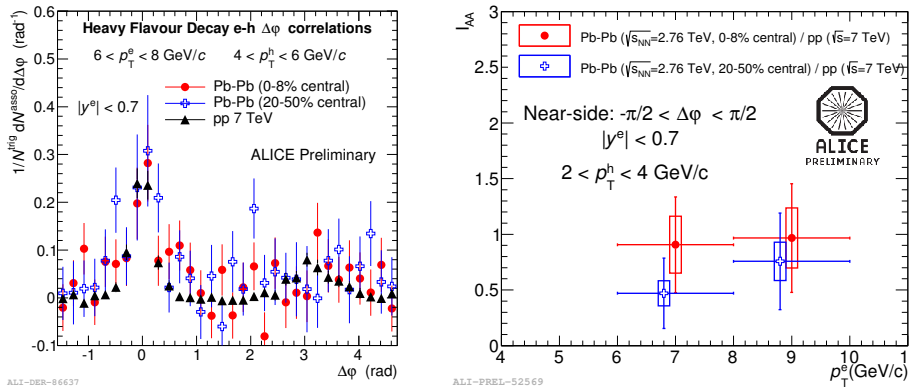 Heavy Flavour Decay e-h Δφ correlations
6 < p_T^e < 8 GeV/c 4 < p_T^h < 6 GeV/c
Pb-Pb (0-8% central)
Pb-Pb (20-50% central)
pp 7 TeV
|y^e| < 0.7
ALICE Preliminary
1/N^trig dN^asso/dΔφ (rad^-1)
0.6
0.5
0.4
0.3
0.2
0.1
0
-0.1
-1 0 1 2 3 4
Δφ (rad)
ALI-DER-86637
I_AA
Pb-Pb (√s_NN=2.76 TeV, 0-8% central) / pp (√s=7 TeV)
Pb-Pb (√s_NN=2.76 TeV, 20-50% central) / pp (√s=7 TeV)
Near-side: -π/2 < Δφ < π/2
|y^e| < 0.7
2 < p_T^h < 4 GeV/c
ALICE
PRELIMINARY
3
2.5
2
1.5
1
0.5
0
4 5 6 7 8 9 10 1
p_T^e(GeV/c)
ALI-PREL-52569